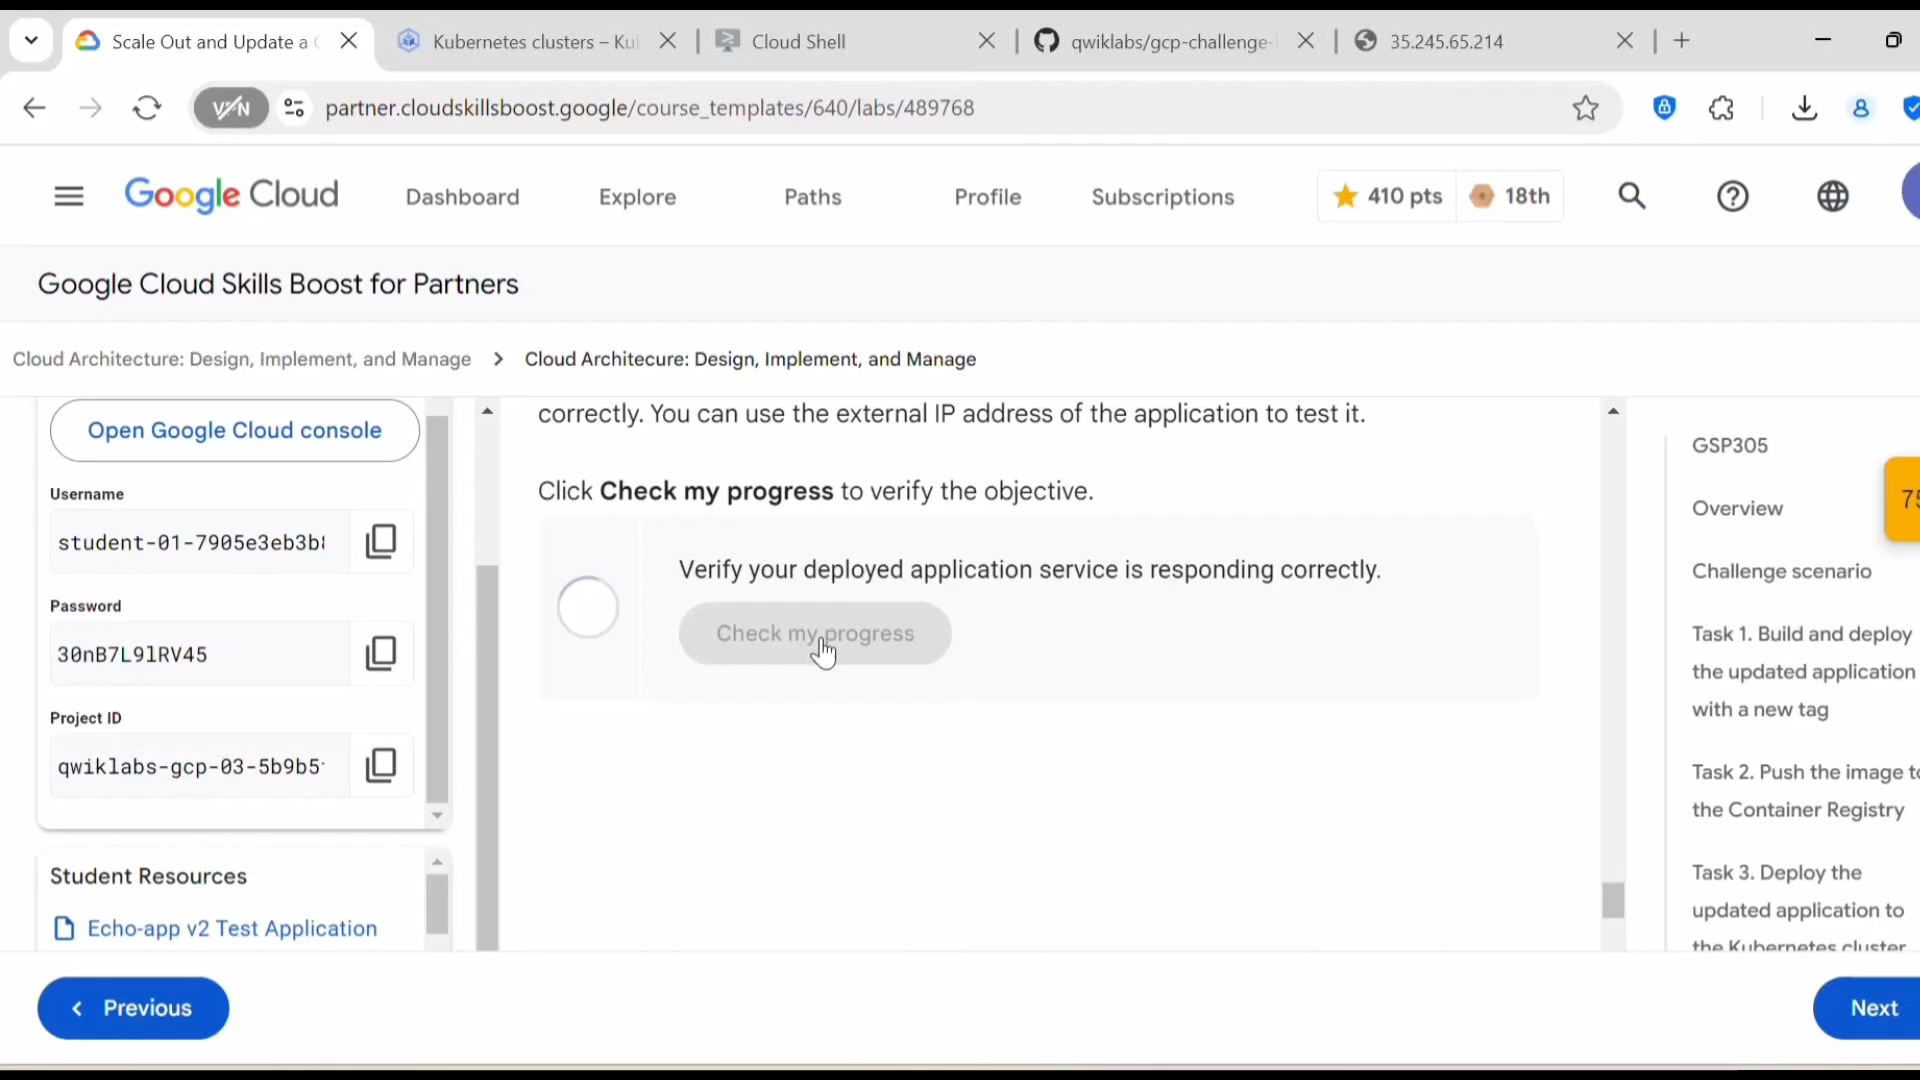 Scale Out and Update a
Kubernetes clusters – Ku
Cloud Shell
qwiklabs/gcp-challenge-
35.245.65.214
VPN
partner.cloudskillsboost.google/course_templates/640/labs/489768
Google Cloud
Dashboard
Explore
Paths
Profile
Subscriptions
410 pts
18th
Google Cloud Skills Boost for Partners
Cloud Architecture: Design, Implement, and Manage
Cloud Architecure: Design, Implement, and Manage
Open Google Cloud console
Username
student-01-7905e3eb3b
Password
30nB7L9lRV45
Project ID
qwiklabs-gcp-03-5b9b5
Student Resources
Echo-app v2 Test Application
correctly. You can use the external IP address of the application to test it.
Click Check my progress to verify the objective.
Verify your deployed application service is responding correctly.
Check my progress
GSP305
Overview
Challenge scenario
Task 1. Build and deploy
the updated application
with a new tag
Task 2. Push the image to
the Container Registry
Task 3. Deploy the
updated application to
the Kubernetes cluster
75
Previous
Next